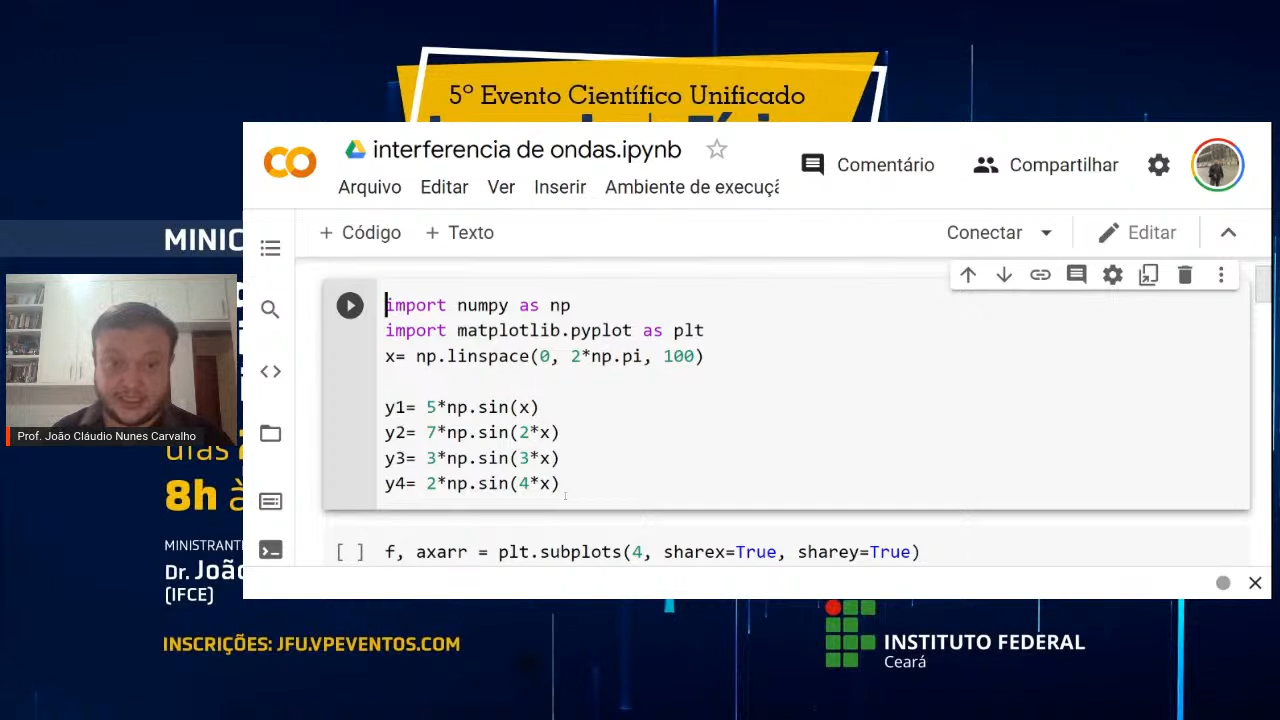 5º Evento Científico Unificado
interferencia de ondas.ipynb
Comentário
Compartilhar
Arquivo Editar Ver Inserir Ambiente de execuçã
+ Código + Texto
Conectar
Editar
MINIC
import numpy as np
import matplotlib.pyplot as plt
x= np.linspace(0, 2*np.pi, 100)
y1= 5*np.sin(x)
y2= 7*np.sin(2*x)
y3= 3*np.sin(3*x)
y4= 2*np.sin(4*x)
Prof. João Cláudio Nunes Carvalho
dias 2
8h à
[ ] f, axarr = plt.subplots(4, sharex=True, sharey=True)
MINISTRANT
Dr. João
(IFCE)
INSCRIÇÕES: JFU.VPEVENTOS.COM
INSTITUTO FEDERAL
Ceará